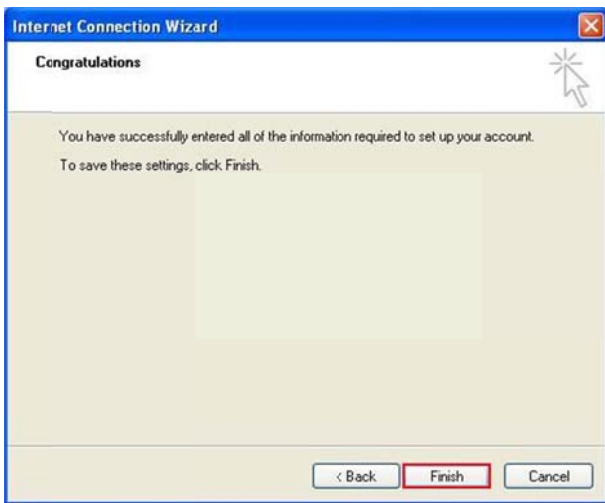 Internet Connection Wizard
Congratulations
You have successfully entered all of the information required to set up your account.
To save these settings, click Finish.
< Back
Finish
Cancel